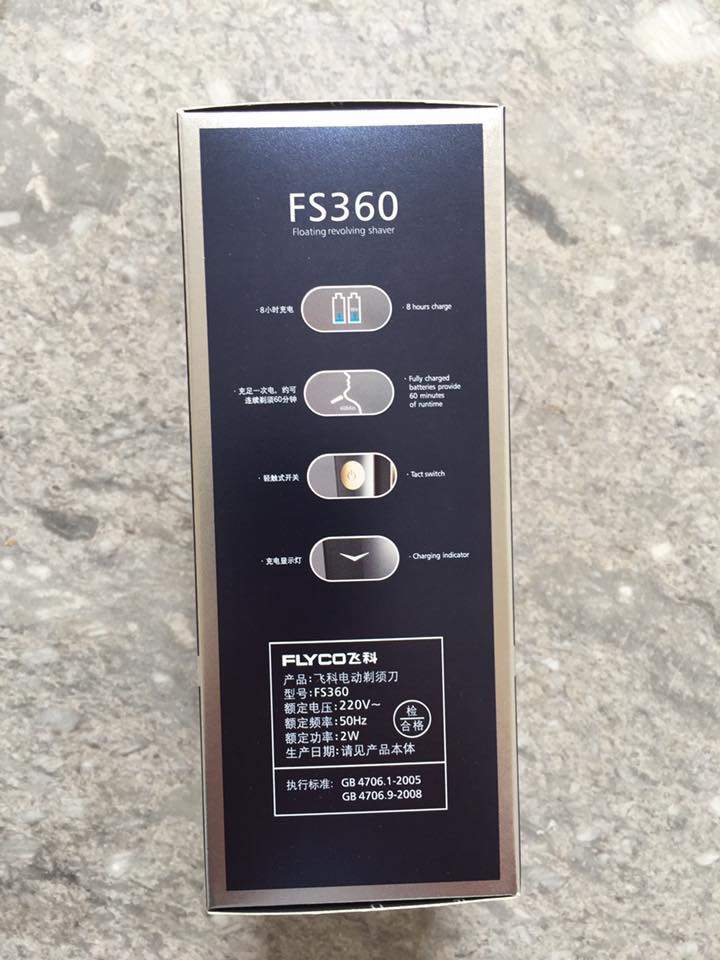 FS360
Floating revolving shaver
· 8小时充电
· 8 hours charge
· 充足一次电，约可
连续剃须60分钟
60Min
· Fully charged
batteries provide
60 minutes
of runtime
· 轻触式开关
· Tact switch
· 充电显示灯
· Charging indicator
FLYCO飞科
产品:飞科电动剃须刀
型号:FS360
额定电压:220V~
额定频率:50Hz
额定功率:2W
生产日期:请见产品本体
检
合格
执行标准: GB 4706.1-2005
GB 4706.9-2008